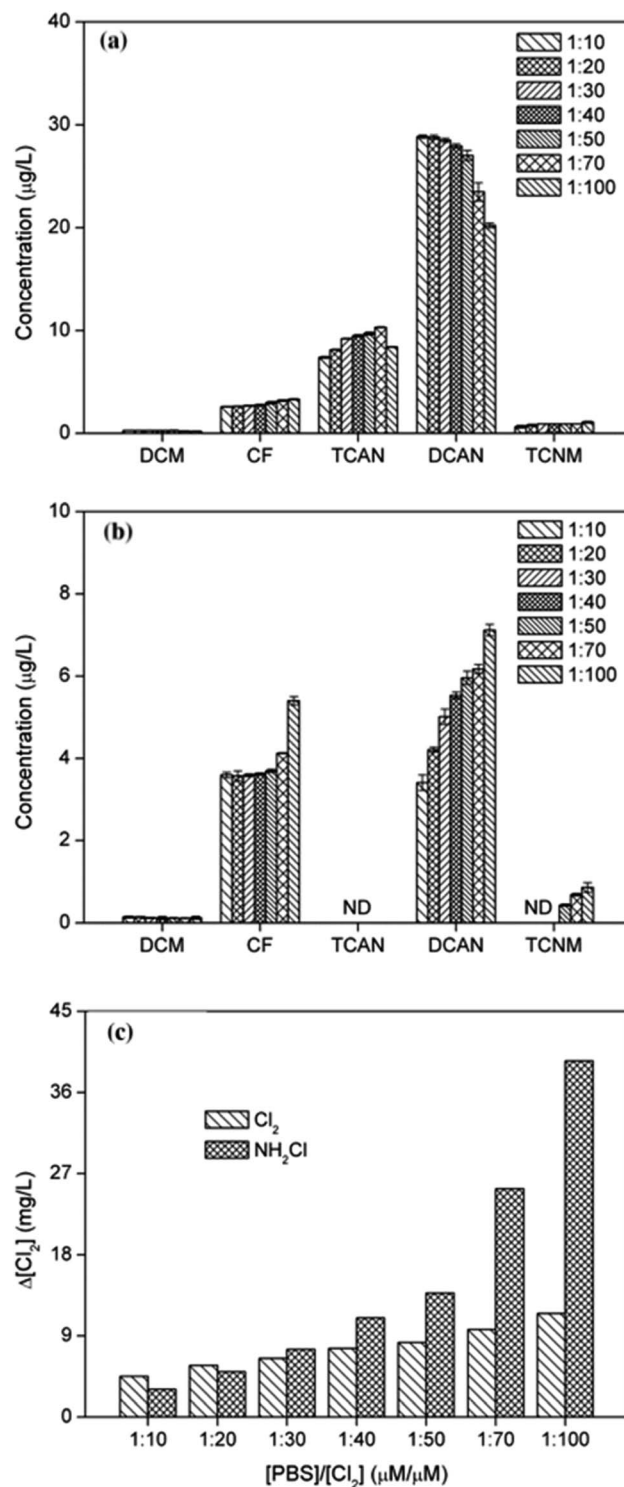 (a)
40
30
20
10
0
Concentration (μg/L)
1:10
1:20
1:30
1:40
1:50
1:70
1:100
DCM CF TCAN DCAN TCNM
(b)
10
8
6
4
2
0
Concentration (μg/L)
1:10
1:20
1:30
1:40
1:50
1:70
1:100
ND ND
DCM CF TCAN DCAN TCNM
(c)
45
36
27
18
9
0
Δ[Cl₂] (mg/L)
Cl₂
NH₂Cl
1:10 1:20 1:30 1:40 1:50 1:70 1:100
[PBS]/[Cl₂] (μM/μM)